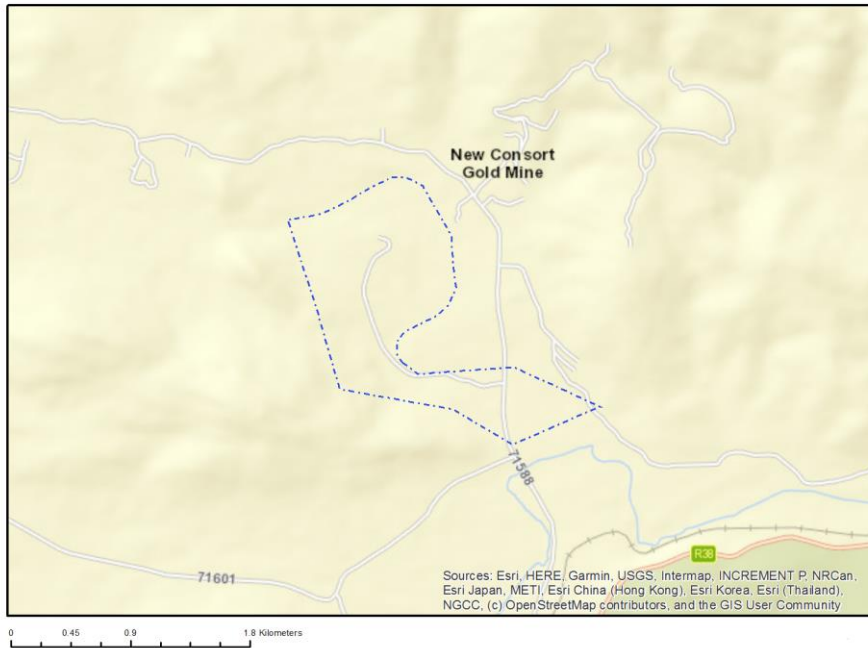 New Consort
Gold Mine
71588
R38
71601
Sources: Esri, HERE, Garmin, USGS, Intermap, INCREMENT P, NRCan,
Esri Japan, METI, Esri China (Hong Kong), Esri Korea, Esri (Thailand),
NGCC, (c) OpenStreetMap contributors, and the GIS User Community
0 0.45 0.9 1.8 Kilometers